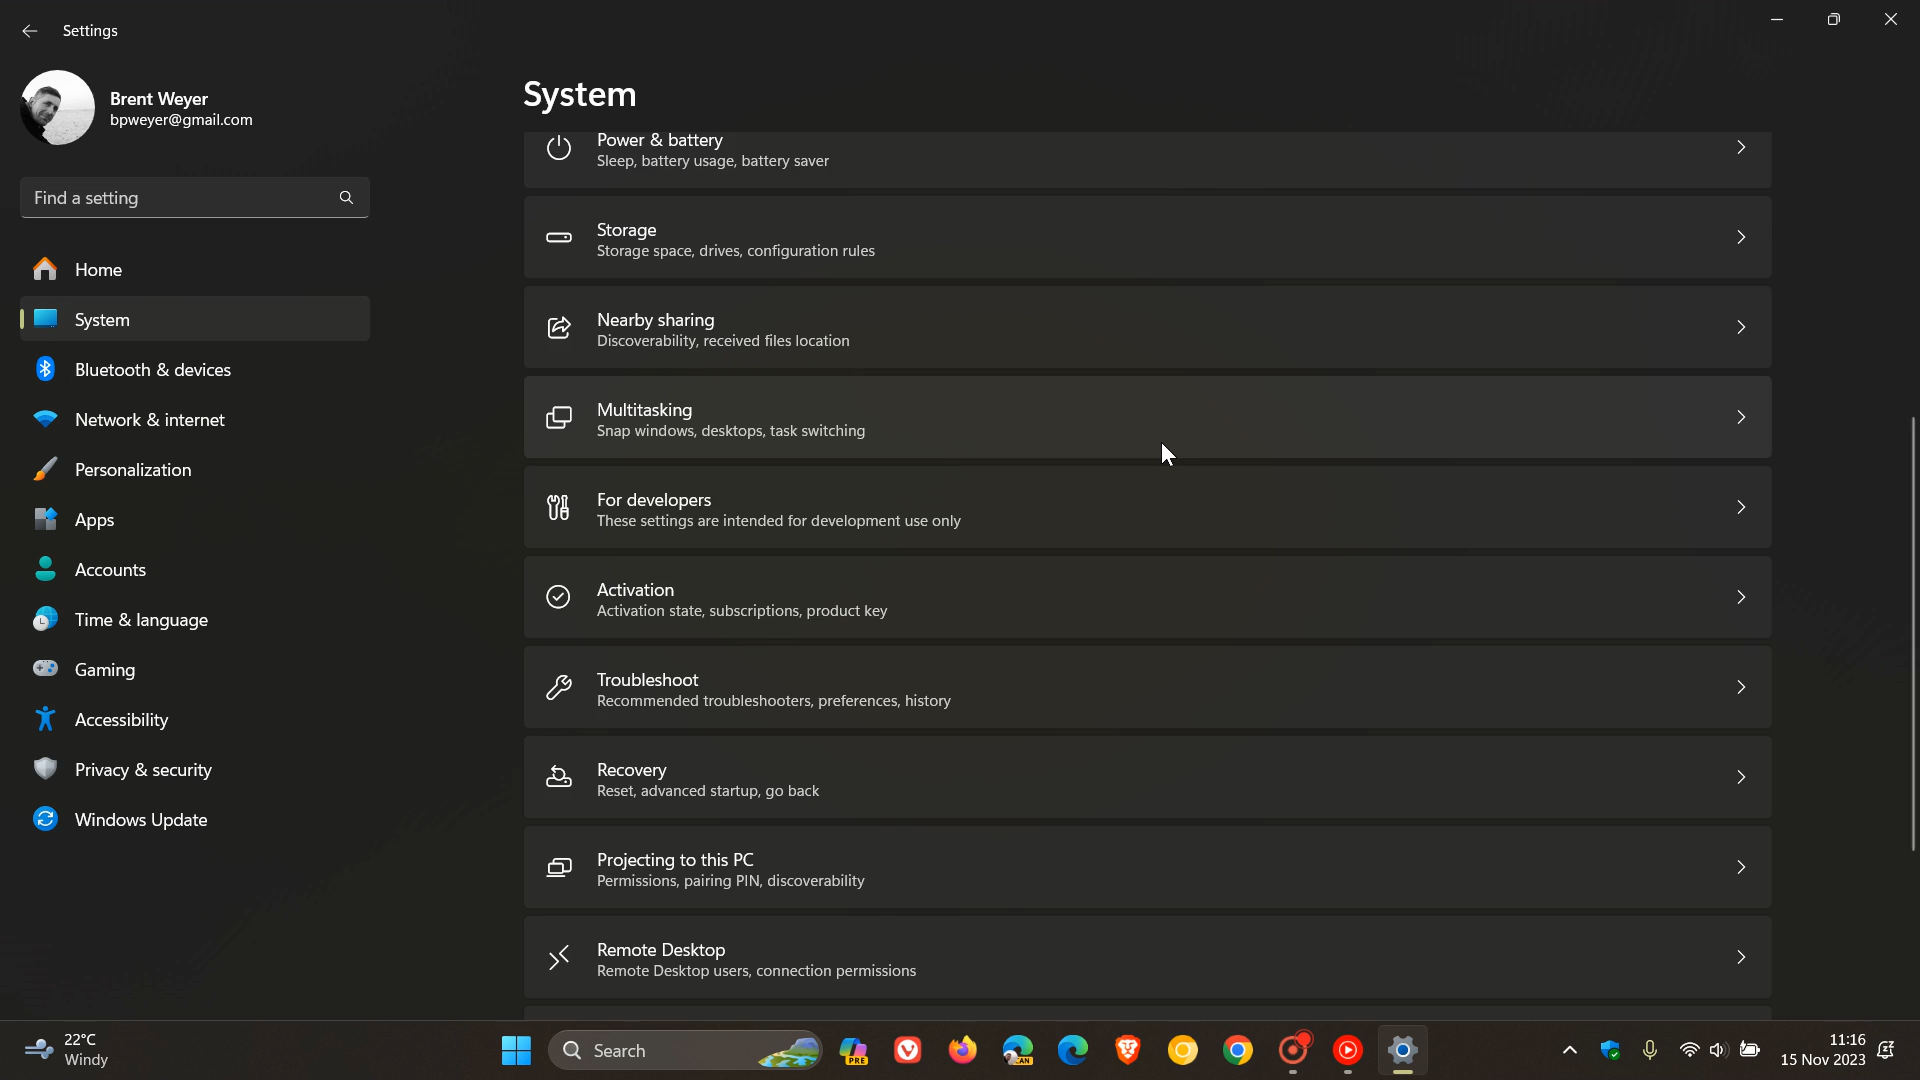 Settings
Brent Weyer
bpweyer@gmail.com
Find a setting
Home
System
Bluetooth & devices
Network & internet
Personalization
Apps
Accounts
Time & language
Gaming
Accessibility
Privacy & security
Windows Update
System
Power & battery
Sleep, battery usage, battery saver
Storage
Storage space, drives, configuration rules
Nearby sharing
Discoverability, received files location
Multitasking
Snap windows, desktops, task switching
For developers
These settings are intended for development use only
Activation
Activation state, subscriptions, product key
Troubleshoot
Recommended troubleshooters, preferences, history
Recovery
Reset, advanced startup, go back
Projecting to this PC
Permissions, pairing PIN, discoverability
Remote Desktop
Remote Desktop users, connection permissions
22°C
Windy
Search
PRE
CAN
11:16
15 Nov 2023